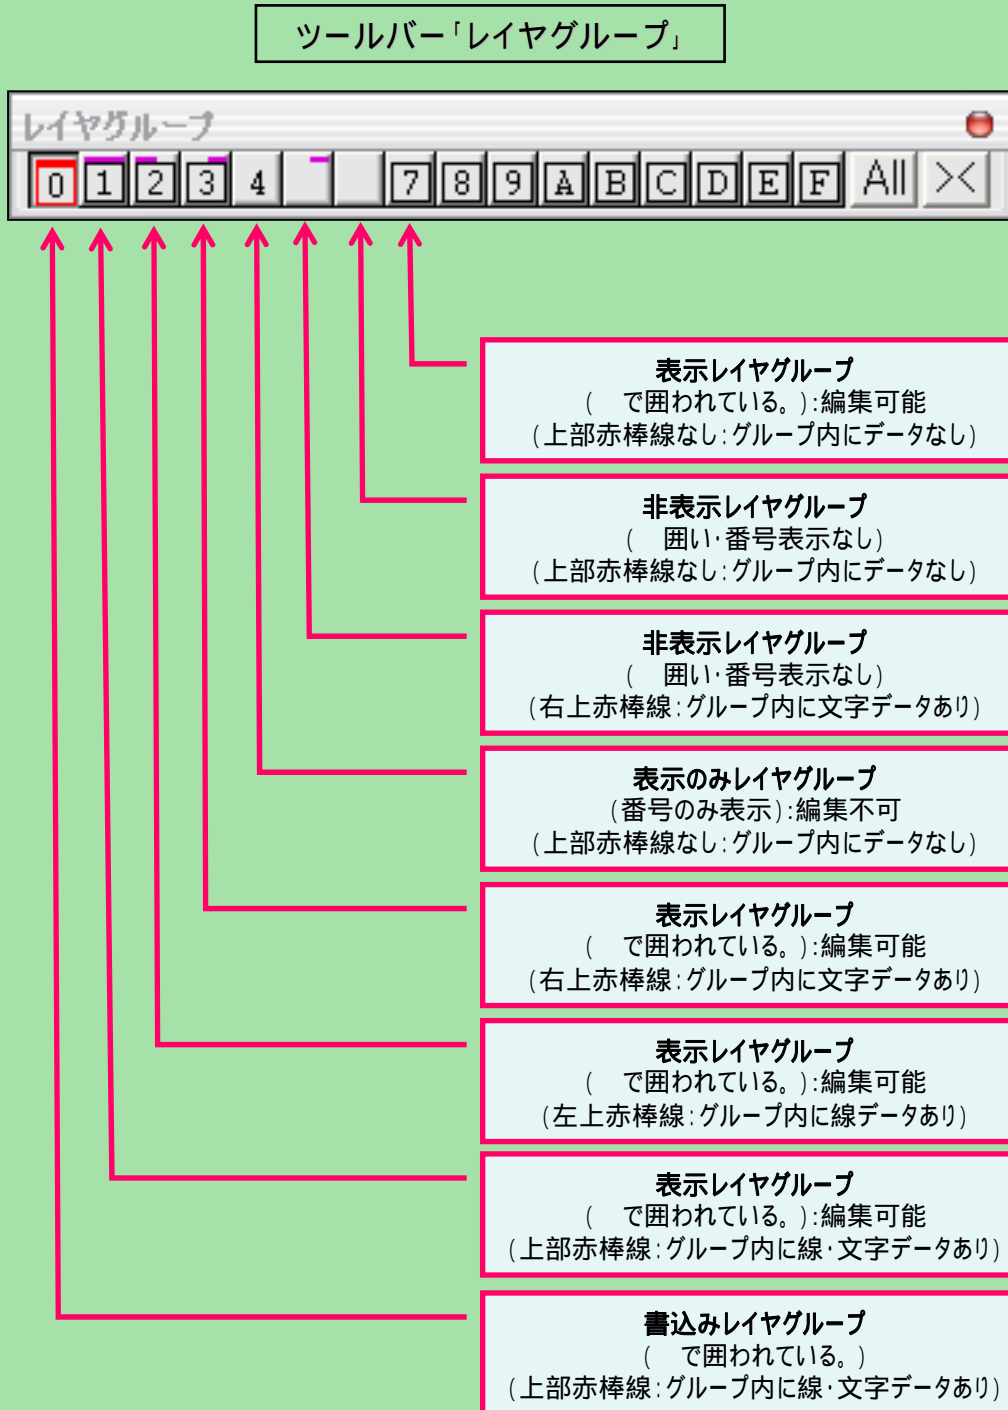 ツールバー「レイヤグループ」
レイヤグループ
0 1 2 3 4 7 8 9 A B C D E F All ><
表示レイヤグループ
(　で囲われている。):編集可能
(上部赤棒線なし:グループ内にデータなし)
非表示レイヤグループ
(　囲い･番号表示なし)
(上部赤棒線なし:グループ内にデータなし)
非表示レイヤグループ
(　囲い･番号表示なし)
(右上赤棒線:グループ内に文字データあり)
表示のみレイヤグループ
(番号のみ表示):編集不可
(上部赤棒線なし:グループ内にデータなし)
表示レイヤグループ
(　で囲われている。):編集可能
(右上赤棒線:グループ内に文字データあり)
表示レイヤグループ
(　で囲われている。):編集可能
(左上赤棒線:グループ内に線データあり)
表示レイヤグループ
(　で囲われている。):編集可能
(上部赤棒線:グループ内に線･文字データあり)
書込みレイヤグループ
(　で囲われている。)
(上部赤棒線:グループ内に線･文字データあり)